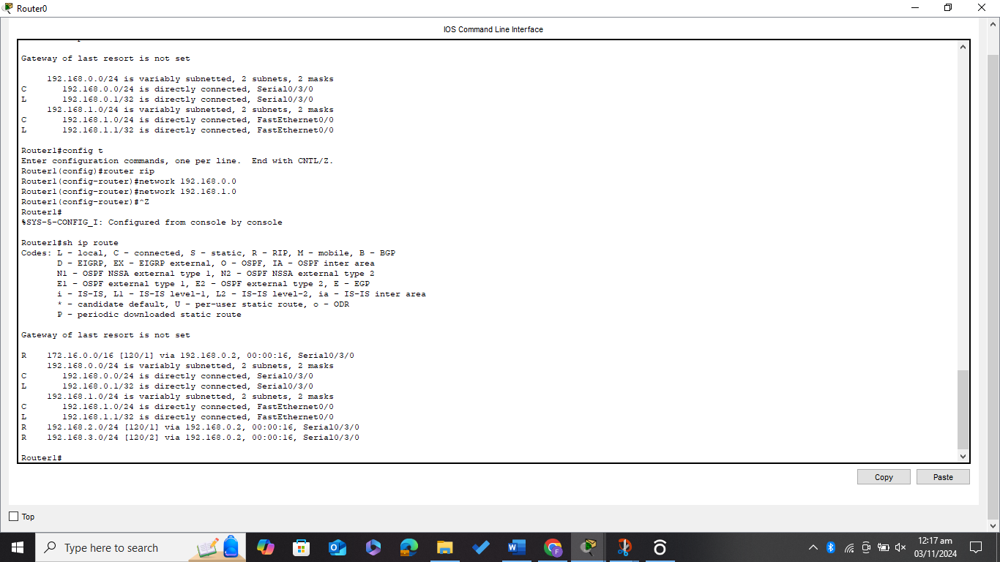 Router0
IOS Command Line Interface
Gateway of last resort is not set
     192.168.0.0/24 is variably subnetted, 2 subnets, 2 masks
C       192.168.0.0/24 is directly connected, Serial0/3/0
L       192.168.0.1/32 is directly connected, Serial0/3/0
     192.168.1.0/24 is variably subnetted, 2 subnets, 2 masks
C       192.168.1.0/24 is directly connected, FastEthernet0/0
L       192.168.1.1/32 is directly connected, FastEthernet0/0
Router1#config t
Enter configuration commands, one per line.  End with CNTL/Z.
Router1(config)#router rip
Router1(config-router)#network 192.168.0.0
Router1(config-router)#network 192.168.1.0
Router1(config-router)#^Z
Router1#
%SYS-5-CONFIG_I: Configured from console by console
Router1#sh ip route
Codes: L - local, C - connected, S - static, R - RIP, M - mobile, B - BGP
       D - EIGRP, EX - EIGRP external, O - OSPF, IA - OSPF inter area
       N1 - OSPF NSSA external type 1, N2 - OSPF NSSA external type 2
       E1 - OSPF external type 1, E2 - OSPF external type 2, E - EGP
       i - IS-IS, L1 - IS-IS level-1, L2 - IS-IS level-2, ia - IS-IS inter area
       * - candidate default, U - per-user static route, o - ODR
       P - periodic downloaded static route
Gateway of last resort is not set
R    172.16.0.0/16 [120/1] via 192.168.0.2, 00:00:16, Serial0/3/0
     192.168.0.0/24 is variably subnetted, 2 subnets, 2 masks
C       192.168.0.0/24 is directly connected, Serial0/3/0
L       192.168.0.1/32 is directly connected, Serial0/3/0
     192.168.1.0/24 is variably subnetted, 2 subnets, 2 masks
C       192.168.1.0/24 is directly connected, FastEthernet0/0
L       192.168.1.1/32 is directly connected, FastEthernet0/0
R    192.168.2.0/24 [120/1] via 192.168.0.2, 00:00:16, Serial0/3/0
R    192.168.3.0/24 [120/2] via 192.168.0.2, 00:00:16, Serial0/3/0
Router1#
Copy
Paste
Top
Type here to search
12:17 am
03/11/2024